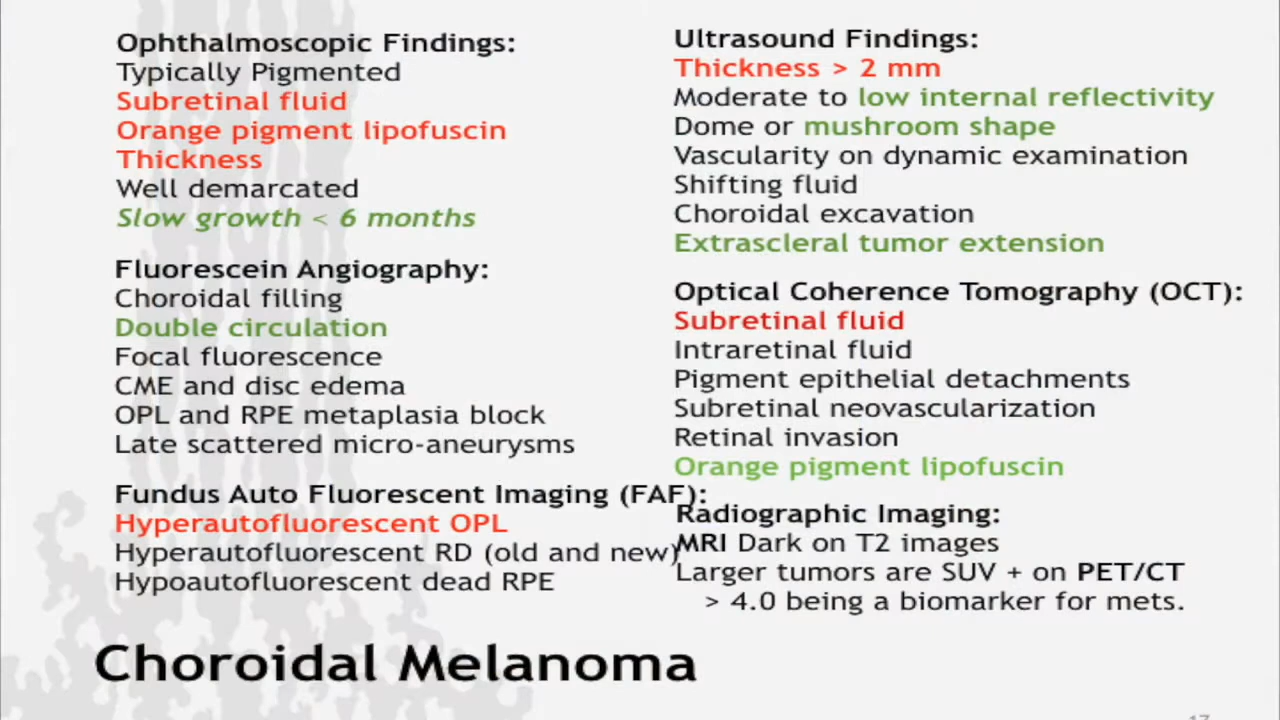 Ophthalmoscopic Findings:
Typically Pigmented
Subretinal fluid
Orange pigment lipofuscin
Thickness
Well demarcated
Slow growth < 6 months
Fluorescein Angiography:
Choroidal filling
Double circulation
Focal fluorescence
CME and disc edema
OPL and RPE metaplasia block
Late scattered micro-aneurysms
Fundus Auto Fluorescent Imaging (FAF):
Hyperautofluorescent OPL
Hyperautofluorescent RD (old and new)
Hypoautofluorescent dead RPE
Ultrasound Findings:
Thickness > 2 mm
Moderate to low internal reflectivity
Dome or mushroom shape
Vascularity on dynamic examination
Shifting fluid
Choroidal excavation
Extrascleral tumor extension
Optical Coherence Tomography (OCT):
Subretinal fluid
Intraretinal fluid
Pigment epithelial detachments
Subretinal neovascularization
Retinal invasion
Orange pigment lipofuscin
Radiographic Imaging:
MRI Dark on T2 images
Larger tumors are SUV + on PET/CT
> 4.0 being a biomarker for mets.
Choroidal Melanoma